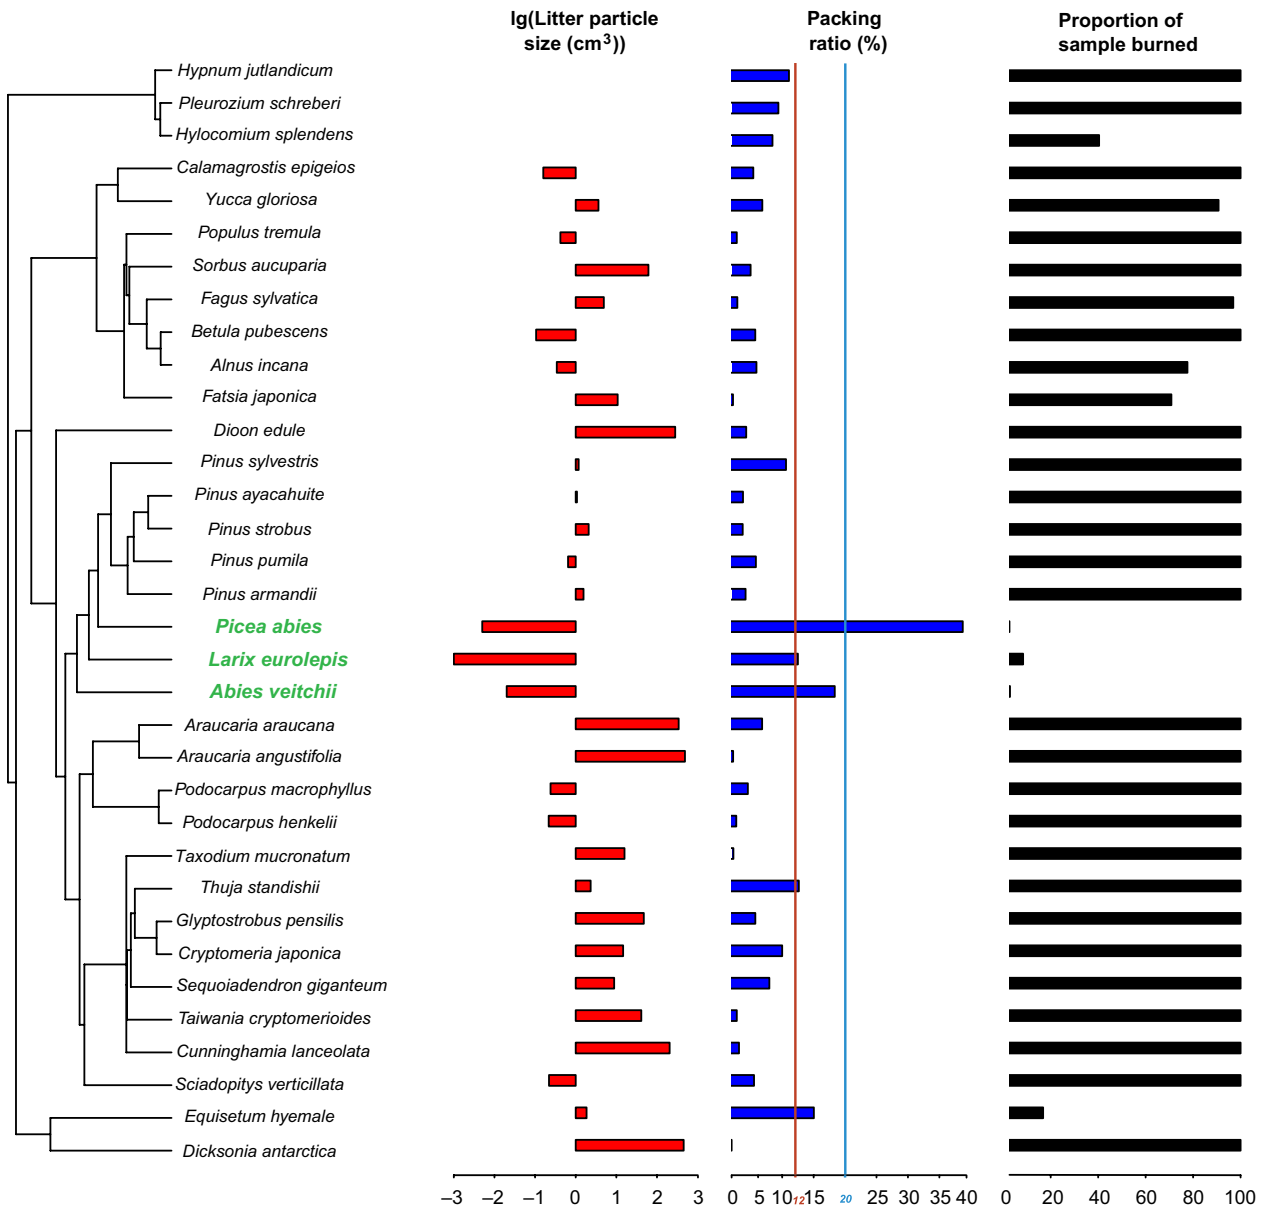 lg(Litter particle
size (cm³))
Packing
ratio (%)
Proportion of
sample burned
Hypnum jutlandicum
Pleurozium schreberi
Hylocomium splendens
Calamagrostis epigeios
Yucca gloriosa
Populus tremula
Sorbus aucuparia
Fagus sylvatica
Betula pubescens
Alnus incana
Fatsia japonica
Dioon edule
Pinus sylvestris
Pinus ayacahuite
Pinus strobus
Pinus pumila
Pinus armandii
Picea abies
Larix eurolepis
Abies veitchii
Araucaria araucana
Araucaria angustifolia
Podocarpus macrophyllus
Podocarpus henkelii
Taxodium mucronatum
Thuja standishii
Glyptostrobus pensilis
Cryptomeria japonica
Sequoiadendron giganteum
Taiwania cryptomerioides
Cunninghamia lanceolata
Sciadopitys verticillata
Equisetum hyemale
Dicksonia antarctica
–3 –2 –1 0 1 2 3
0 5 10 12 15 20 25 30 35 40
0 20 40 60 80 100